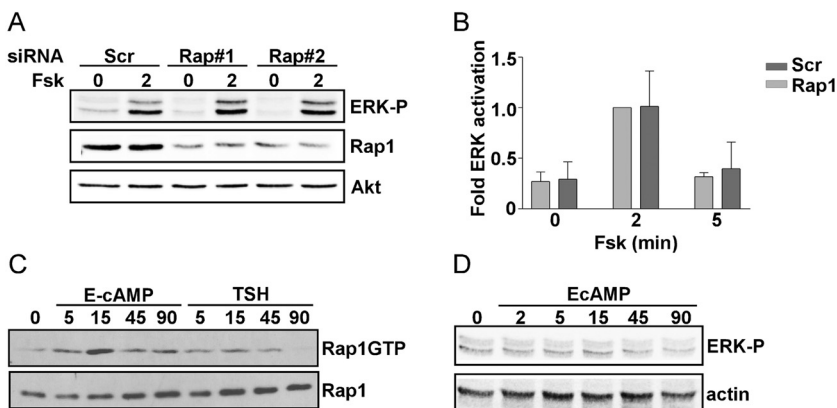 A
siRNA Scr Rap#1 Rap#2
Fsk 0 2 0 2 0 2
ERK-P
Rap1
Akt
B
Fold ERK activation
1.5
1.0
0.5
0
0 2 5
Fsk (min)
Scr
Rap1
C
E-cAMP TSH
0 5 15 45 90 5 15 45 90
Rap1GTP
Rap1
D
EcAMP
0 2 5 15 45 90
ERK-P
actin